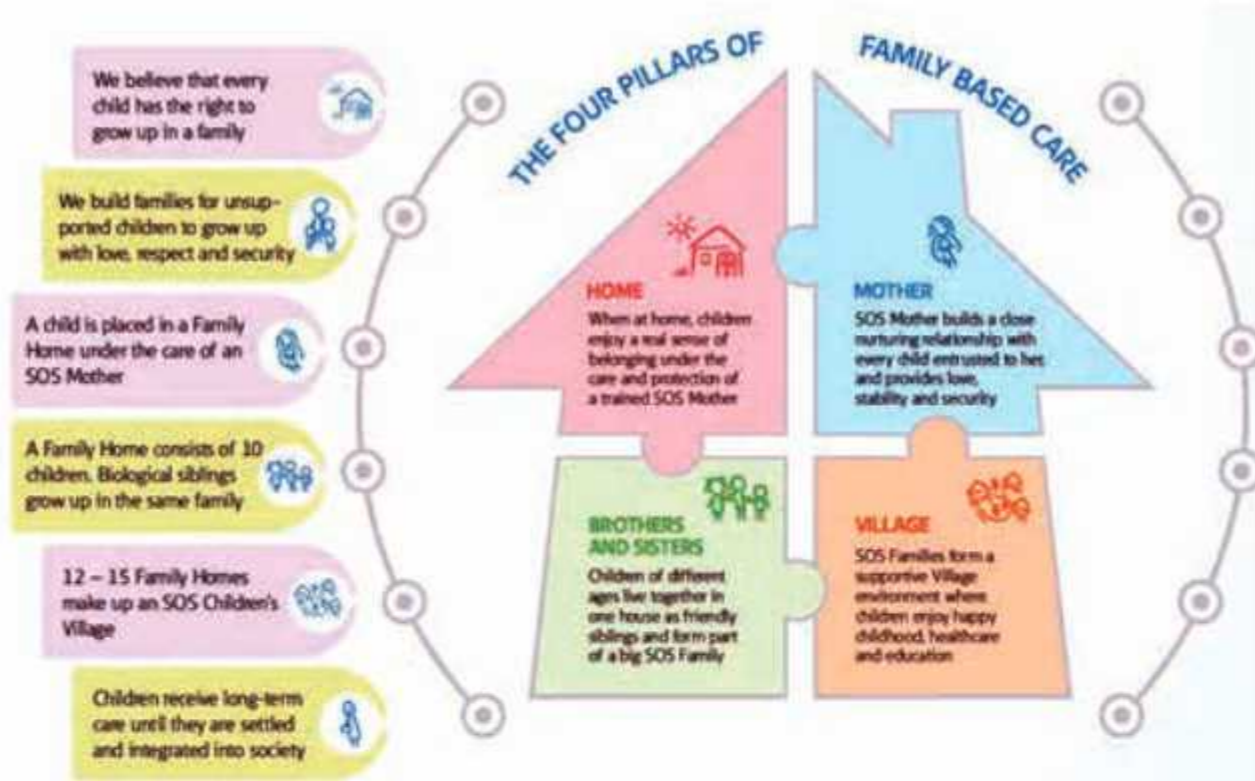 THE FOUR PILLARS OF
FAMILY BASED CARE
We believe that every
child has the right to
grow up in a family
We build families for unsup-
ported children to grow up
with love, respect and security
A child is placed in a Family
Home under the care of an
SOS Mother
A Family Home consists of 10
children. Biological siblings
grow up in the same family
12 – 15 Family Homes
make up an SOS Children's
Village
Children receive long-term
care until they are settled
and integrated into society
HOME
When at home, children
enjoy a real sense of
belonging under the
care and protection of
a trained SOS Mother
MOTHER
SOS Mother builds a close
nurturing relationship with
every child entrusted to her
and provides love,
stability and security
BROTHERS
AND SISTERS
Children of different
ages live together in
one house as friendly
siblings and form part
of a big SOS Family
VILLAGE
SOS Families form a
supportive Village
environment where
children enjoy happy
childhood, healthcare
and education